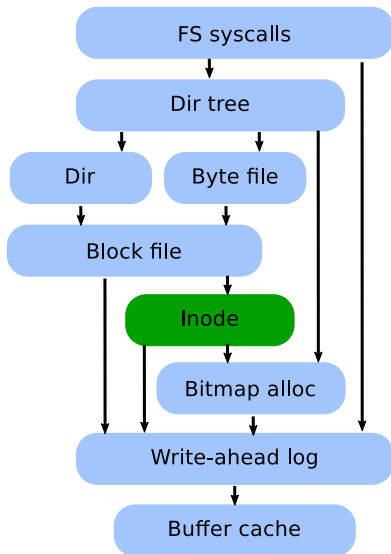 FS syscalls
Dir tree
Dir
Byte file
Block file
Inode
Bitmap alloc
Write-ahead log
Buffer cache